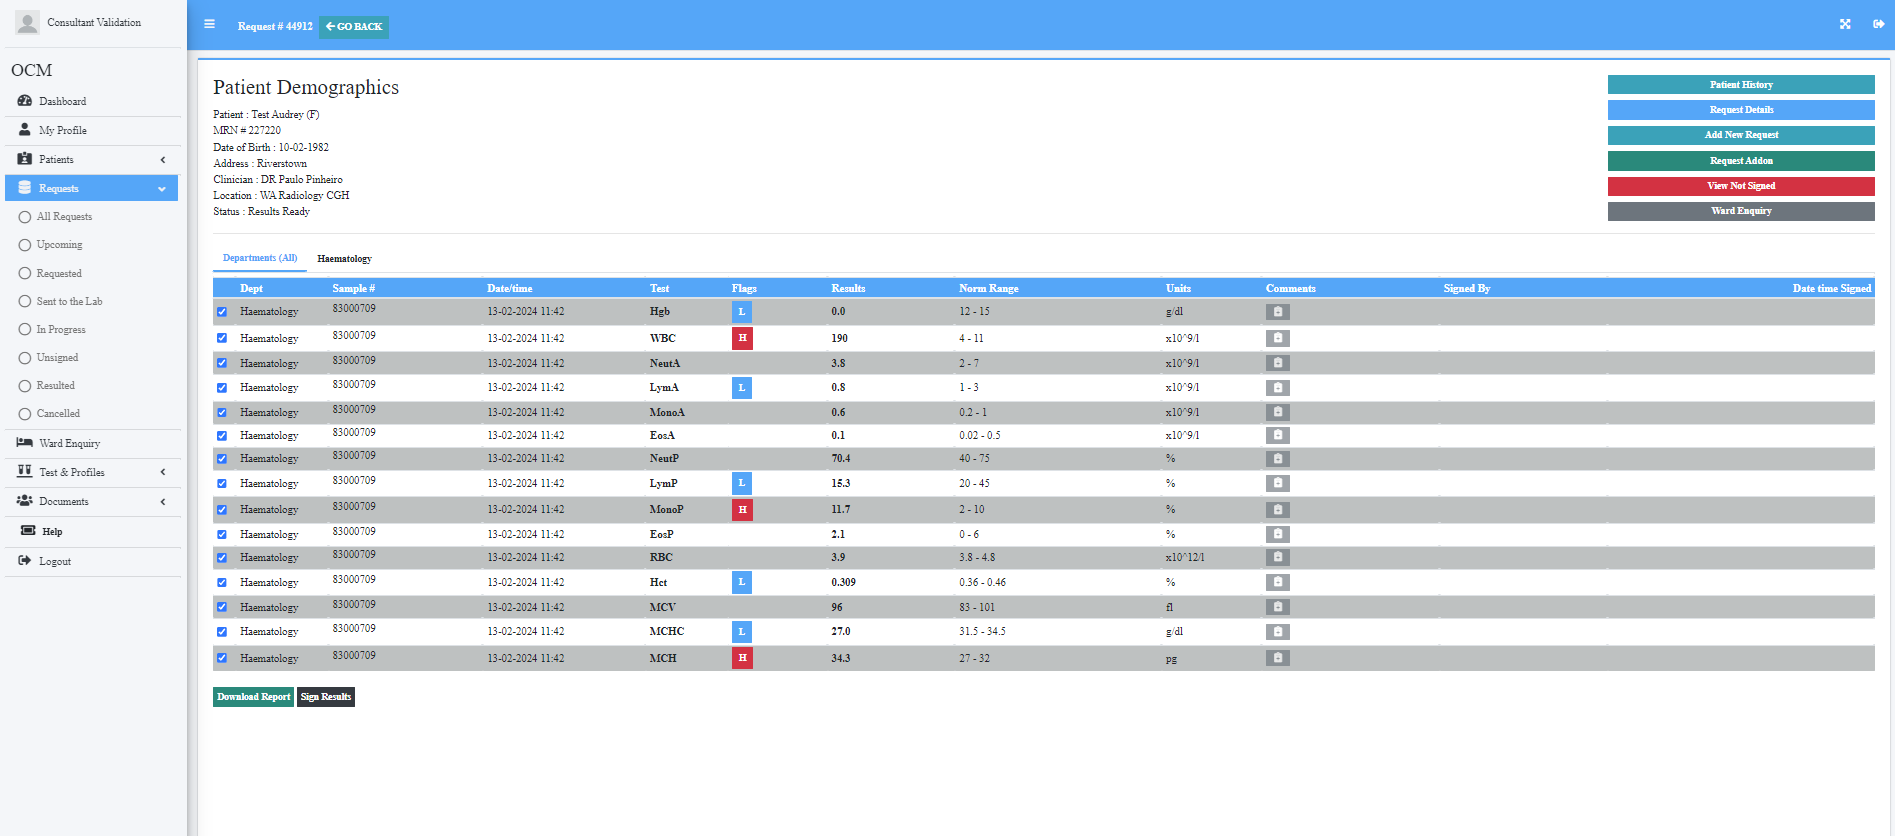 Consultant Validation
OCM
Dashboard
My Profile
Patients
Requests
All Requests
Upcoming
Requested
Sent to the Lab
In Progress
Unsigned
Resulted
Cancelled
Ward Enquiry
Test & Profiles
Documents
Help
Logout
Request # 44912 GO BACK
Patient Demographics
Patient : Test Audrey (F)
MRN # 227220
Date of Birth : 10-02-1982
Address : Riverstown
Clinician : DR Paulo Pinheiro
Location : WA Radiology CGH
Status : Results Ready
Patient History
Request Details
Add New Request
Request Addon
View Not Signed
Ward Enquiry
Departments (All) Haematology
Dept Sample # Date/time Test Flags Results Norm Range Units Comments Signed By Date time Signed
Haematology 83000709 13-02-2024 11:42 Hgb L 0.0 12 - 15 g/dl
Haematology 83000709 13-02-2024 11:42 WBC H 190 4 - 11 x10^9/l
Haematology 83000709 13-02-2024 11:42 NeutA 3.8 2 - 7 x10^9/l
Haematology 83000709 13-02-2024 11:42 LymA L 0.8 1 - 3 x10^9/l
Haematology 83000709 13-02-2024 11:42 MonoA 0.6 0.2 - 1 x10^9/l
Haematology 83000709 13-02-2024 11:42 EosA 0.1 0.02 - 0.5 x10^9/l
Haematology 83000709 13-02-2024 11:42 NeutP 70.4 40 - 75 %
Haematology 83000709 13-02-2024 11:42 LymP L 15.3 20 - 45 %
Haematology 83000709 13-02-2024 11:42 MonoP H 11.7 2 - 10 %
Haematology 83000709 13-02-2024 11:42 EosP 2.1 0 - 6 %
Haematology 83000709 13-02-2024 11:42 RBC 3.9 3.8 - 4.8 x10^12/l
Haematology 83000709 13-02-2024 11:42 Hct L 0.309 0.36 - 0.46 %
Haematology 83000709 13-02-2024 11:42 MCV 96 83 - 101 fl
Haematology 83000709 13-02-2024 11:42 MCHC L 27.0 31.5 - 34.5 g/dl
Haematology 83000709 13-02-2024 11:42 MCH H 34.3 27 - 32 pg
Download Report Sign Results